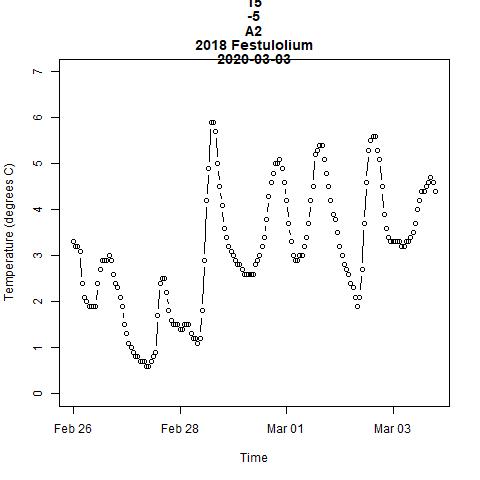 15
-5
A2
2018 Festulolium
2020-03-03
Temperature (degrees C)
7
6
5
4
3
2
1
0
Feb 26
Feb 28
Mar 01
Mar 03
Time